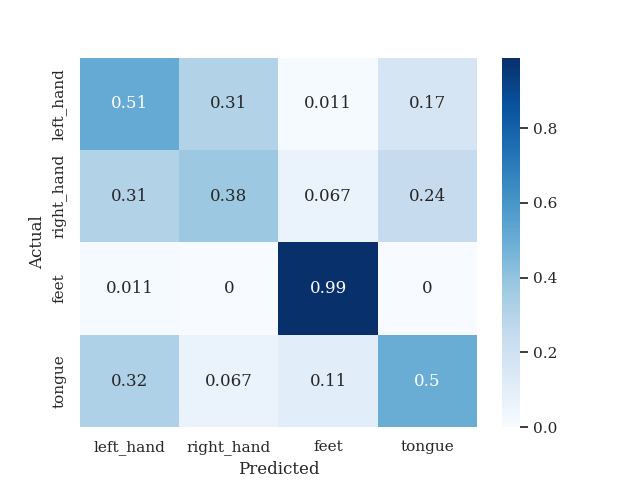 Actual
left_hand
0.51 0.31 0.011 0.17
right_hand
0.31 0.38 0.067 0.24
feet
0.011 0 0.99 0
tongue
0.32 0.067 0.11 0.5
left_hand right_hand feet tongue
Predicted
0.8
0.6
0.4
0.2
0.0